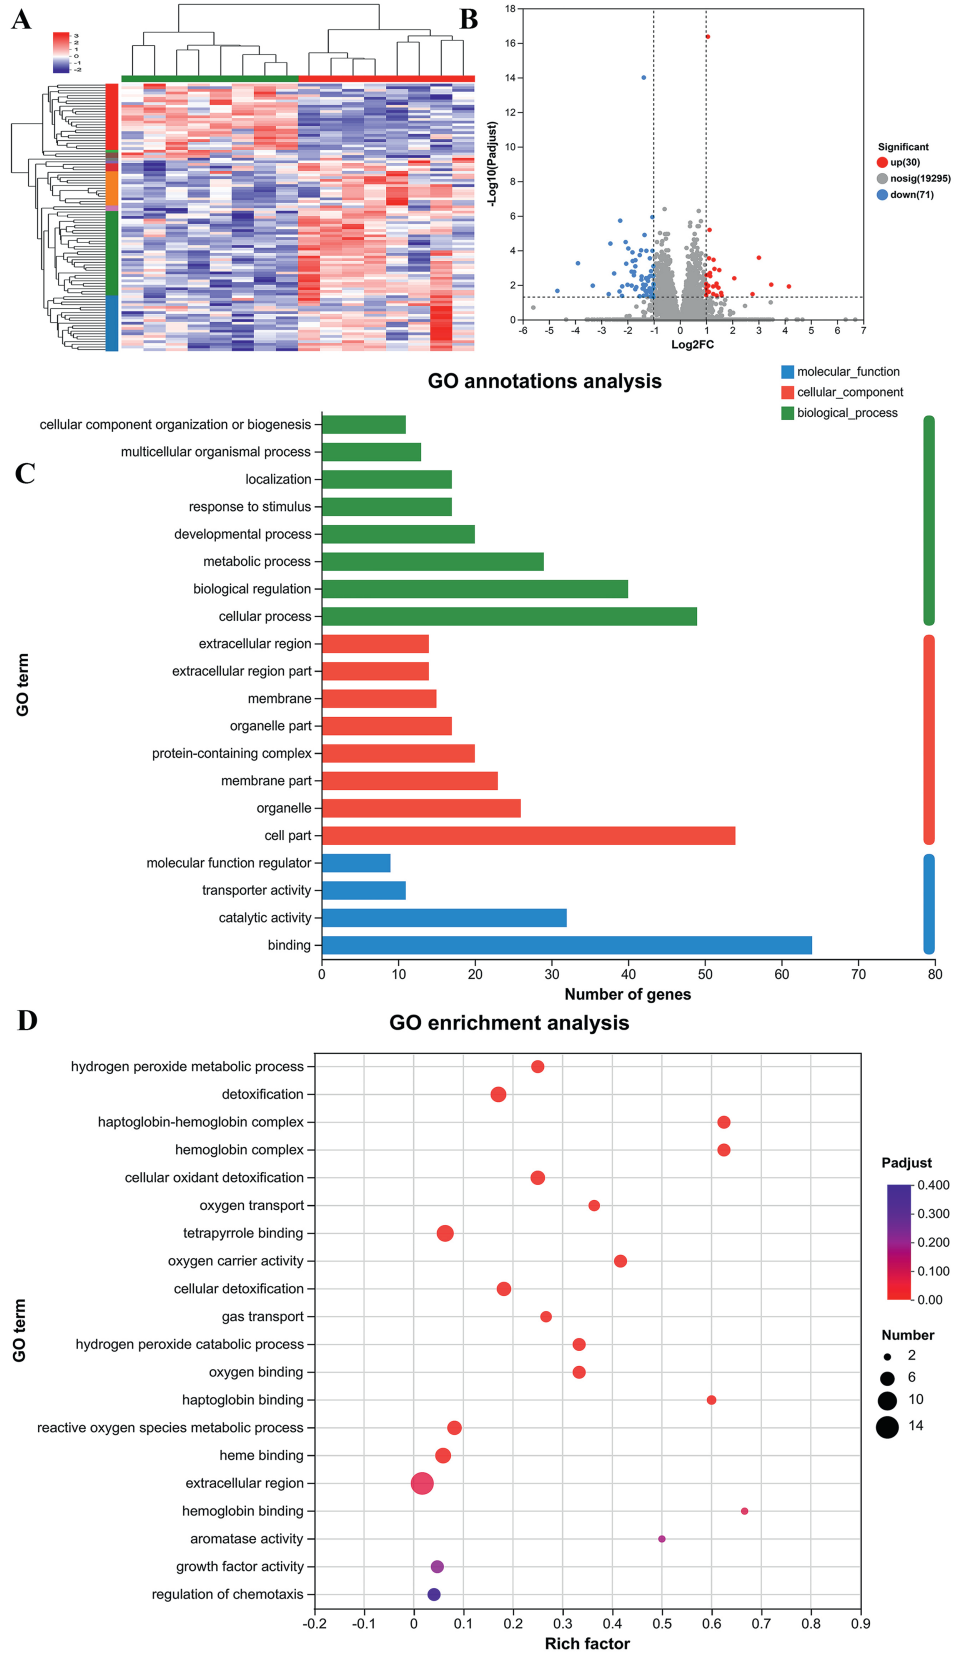 A
3
2
1
0
-1
-2
B
18
16
14
12
10
8
6
4
2
0
-Log10(Padjust)
-6
-5
-4
-3
-2
-1
0
1
2
3
4
5
6
7
Log2FC
Significant
up(30)
nosig(19295)
down(71)
GO annotations analysis
molecular_function
cellular_component
biological_process
C
GO term
cellular component organization or biogenesis
multicellular organismal process
localization
response to stimulus
developmental process
metabolic process
biological regulation
cellular process
extracellular region
extracellular region part
membrane
organelle part
protein-containing complex
membrane part
organelle
cell part
molecular function regulator
transporter activity
catalytic activity
binding
0
10
20
30
40
50
60
70
80
Number of genes
D
GO enrichment analysis
GO term
hydrogen peroxide metabolic process
detoxification
haptoglobin-hemoglobin complex
hemoglobin complex
cellular oxidant detoxification
oxygen transport
tetrapyrrole binding
oxygen carrier activity
cellular detoxification
gas transport
hydrogen peroxide catabolic process
oxygen binding
haptoglobin binding
reactive oxygen species metabolic process
heme binding
extracellular region
hemoglobin binding
aromatase activity
growth factor activity
regulation of chemotaxis
-0.2
-0.1
0
0.1
0.2
0.3
0.4
0.5
0.6
0.7
0.8
0.9
Rich factor
Padjust
0.400
0.300
0.200
0.100
0.00
Number
2
6
10
14